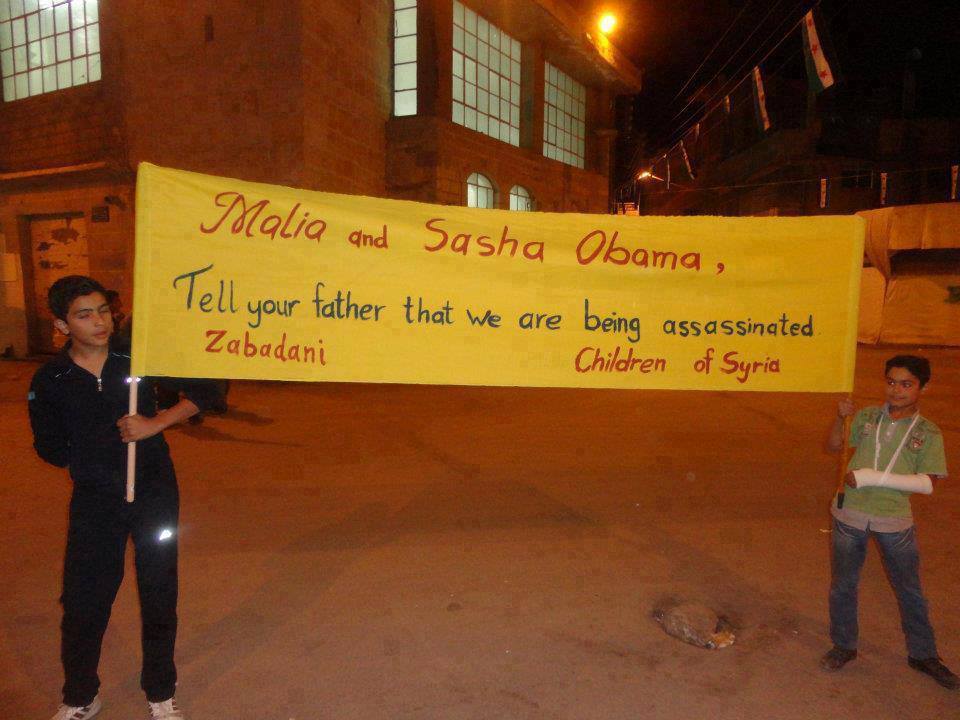 Malia and Sasha Obama,
Tell your father that we are being assassinated
Zabadani Children of Syria